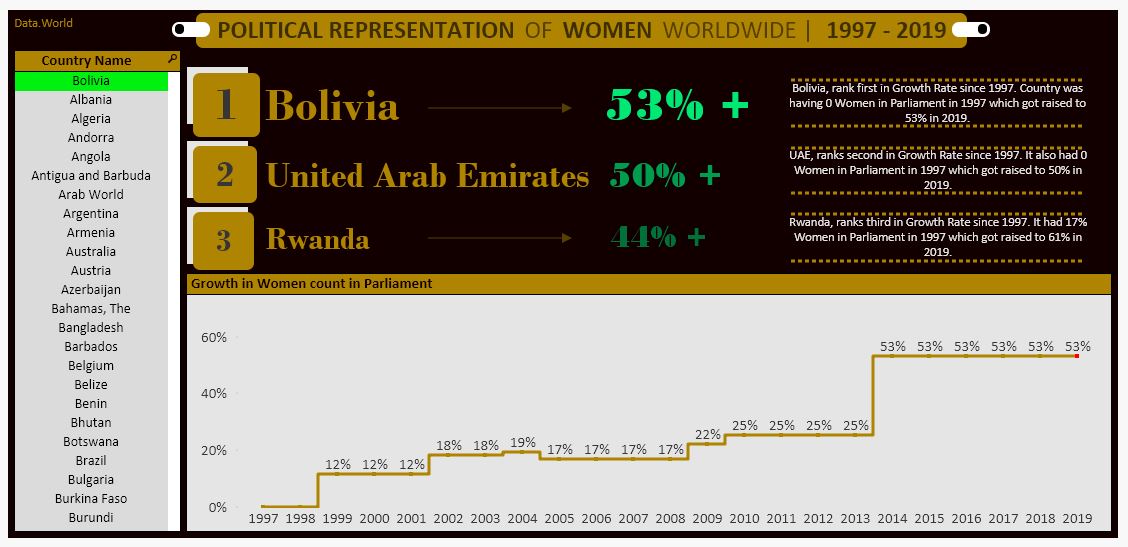 Data.World
POLITICAL REPRESENTATION OF WOMEN WORLDWIDE | 1997 - 2019
Country Name
Bolivia
Albania
Algeria
Andorra
Angola
Antigua and Barbuda
Arab World
Argentina
Armenia
Australia
Austria
Azerbaijan
Bahamas, The
Bangladesh
Barbados
Belgium
Belize
Benin
Bhutan
Botswana
Brazil
Bulgaria
Burkina Faso
Burundi
1 Bolivia 53% +
Bolivia, rank first in Growth Rate since 1997. Country was
having 0 Women in Parliament in 1997 which got raised to
53% in 2019.
2 United Arab Emirates 50% +
UAE, ranks second in Growth Rate since 1997. It also had 0
Women in Parliament in 1997 which got raised to 50% in
2019.
3 Rwanda 44% +
Rwanda, ranks third in Growth Rate since 1997. It had 17%
Women in Parliament in 1997 which got raised to 61% in
2019.
Growth in Women count in Parliament
60%
40%
20%
0%
12% 12% 12% 18% 18% 19% 17% 17% 17% 17% 22% 25% 25% 25% 25% 53% 53% 53% 53% 53% 53%
1997 1998 1999 2000 2001 2002 2003 2004 2005 2006 2007 2008 2009 2010 2011 2012 2013 2014 2015 2016 2017 2018 2019